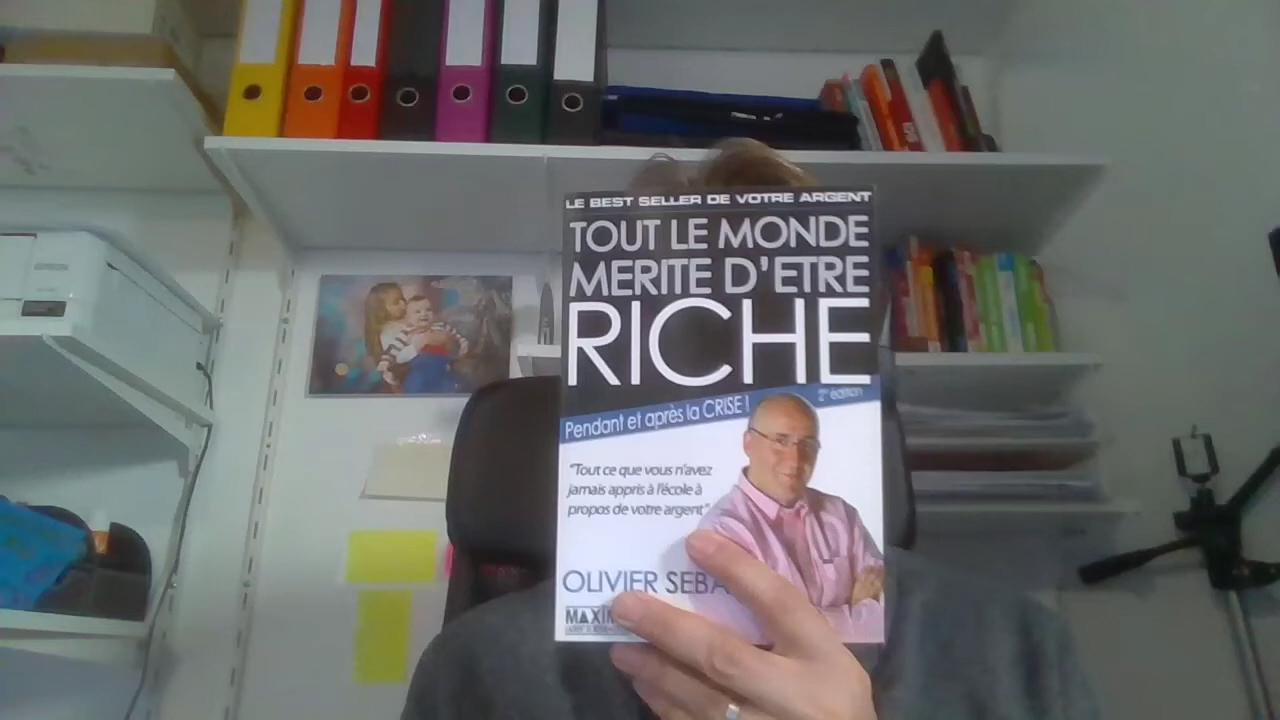 LE BEST SELLER DE VOTRE ARGENT
TOUT LE MONDE
MERITE D'ETRE
RICHE
2e édition
Pendant et après la CRISE !
"Tout ce que vous n'avez
jamais appris à l'école à
propos de votre argent"
OLIVIER SEBA
MAXIM